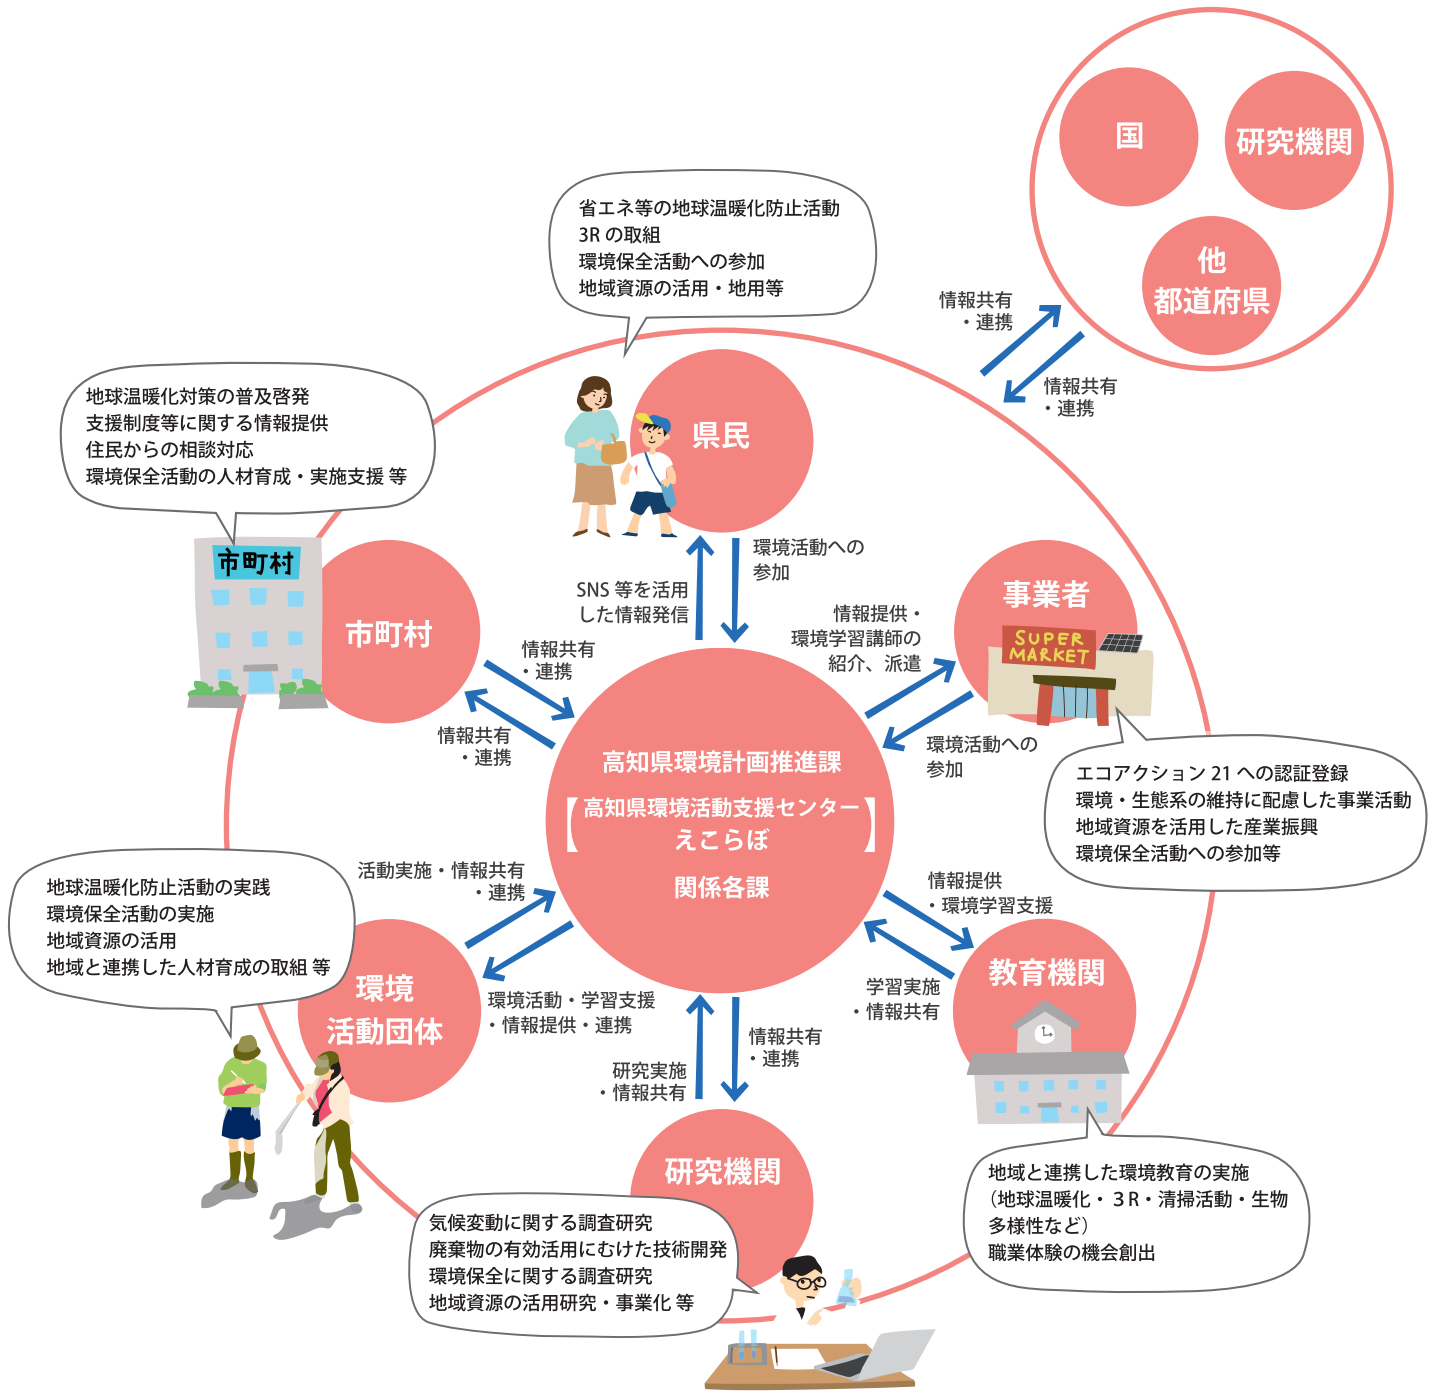 国
研究機関
他
都道府県
情報共有
・連携
情報共有
・連携
省エネ等の地球温暖化防止活動
3R の取組
環境保全活動への参加
地域資源の活用・地用等
県民
地球温暖化対策の普及啓発
支援制度等に関する情報提供
住民からの相談対応
環境保全活動の人材育成・実施支援 等
市町村
市町村
SNS 等を活用
した情報発信
環境活動への
参加
事業者
SUPER
MARKET
情報提供・
環境学習講師の
紹介、派遣
環境活動への
参加
情報共有
・連携
情報共有
・連携
エコアクション 21 への認証登録
環境・生態系の維持に配慮した事業活動
地域資源を活用した産業振興
環境保全活動への参加等
高知県環境計画推進課
【高知県環境活動支援センター
えこらぼ】
関係各課
地球温暖化防止活動の実践
環境保全活動の実施
地域資源の活用
地域と連携した人材育成の取組 等
活動実施・情報共有
・連携
環境
活動団体
環境活動・学習支援
・情報提供・連携
情報提供
・環境学習支援
学習実施
・情報共有
教育機関
研究実施
・情報共有
情報共有
・連携
研究機関
地域と連携した環境教育の実施
（地球温暖化・３R・清掃活動・生物
多様性など）
職業体験の機会創出
気候変動に関する調査研究
廃棄物の有効活用にむけた技術開発
環境保全に関する調査研究
地域資源の活用研究・事業化 等